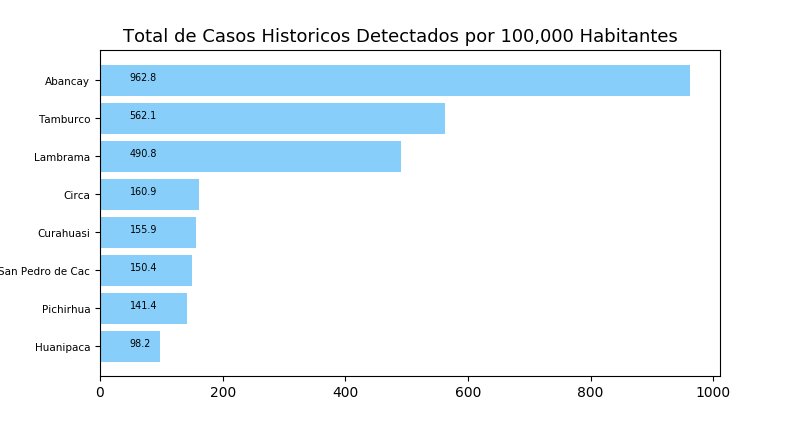 Total de Casos Historicos Detectados por 100,000 Habitantes
Abancay 962.8
Tamburco 562.1
Lambrama 490.8
Circa 160.9
Curahuasi 155.9
San Pedro de Cac 150.4
Pichirhua 141.4
Huanipaca 98.2
0 200 400 600 800 1000